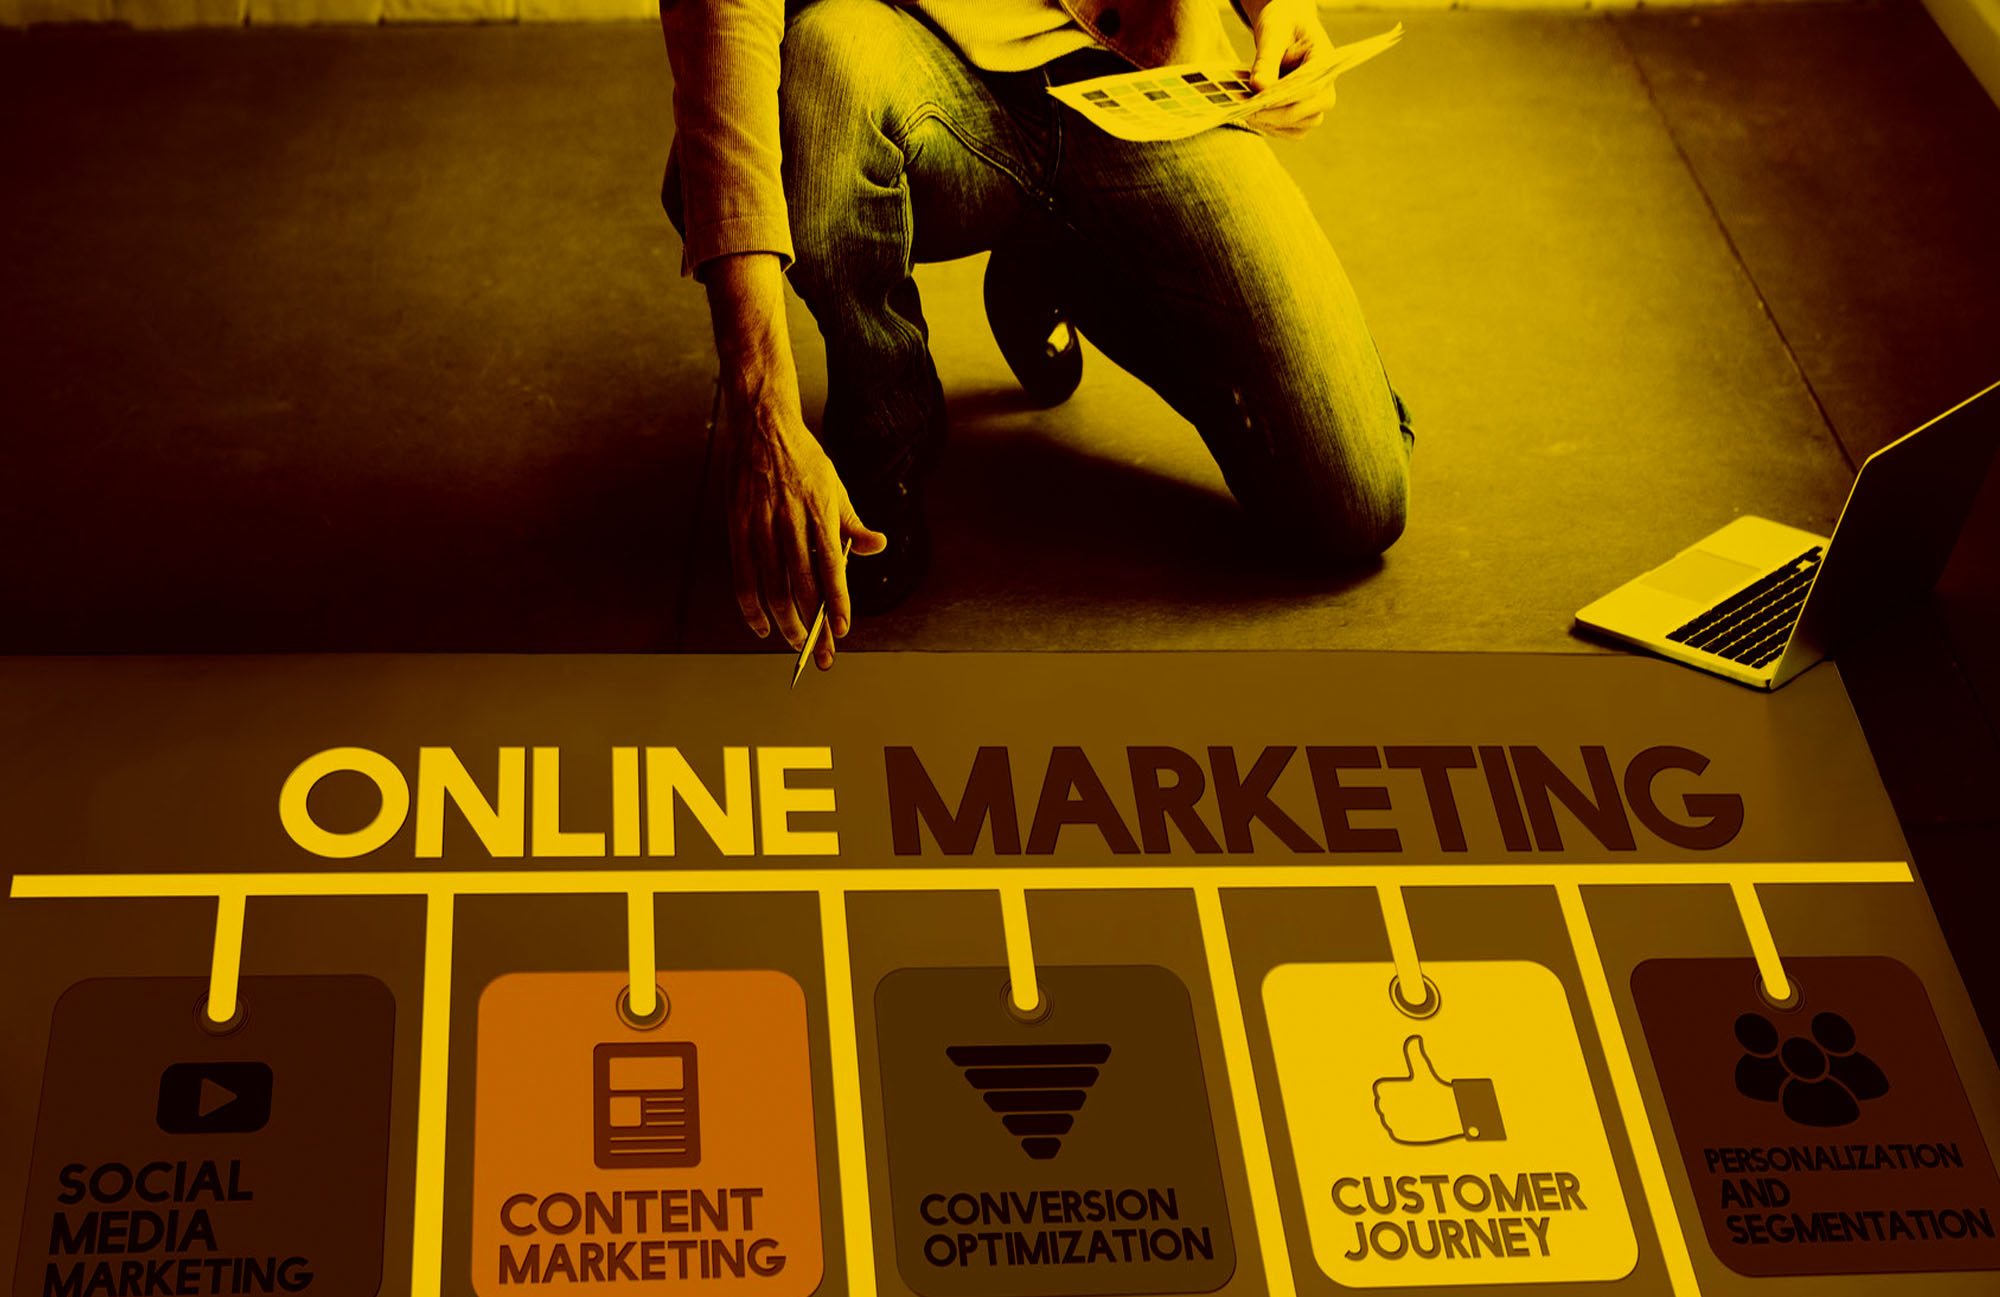 ONLINE MARKETING
SOCIAL
MEDIA
MARKETING
CONTENT
MARKETING
CONVERSION
OPTIMIZATION
CUSTOMER
JOURNEY
PERSONALIZATION
AND
SEGMENTATION